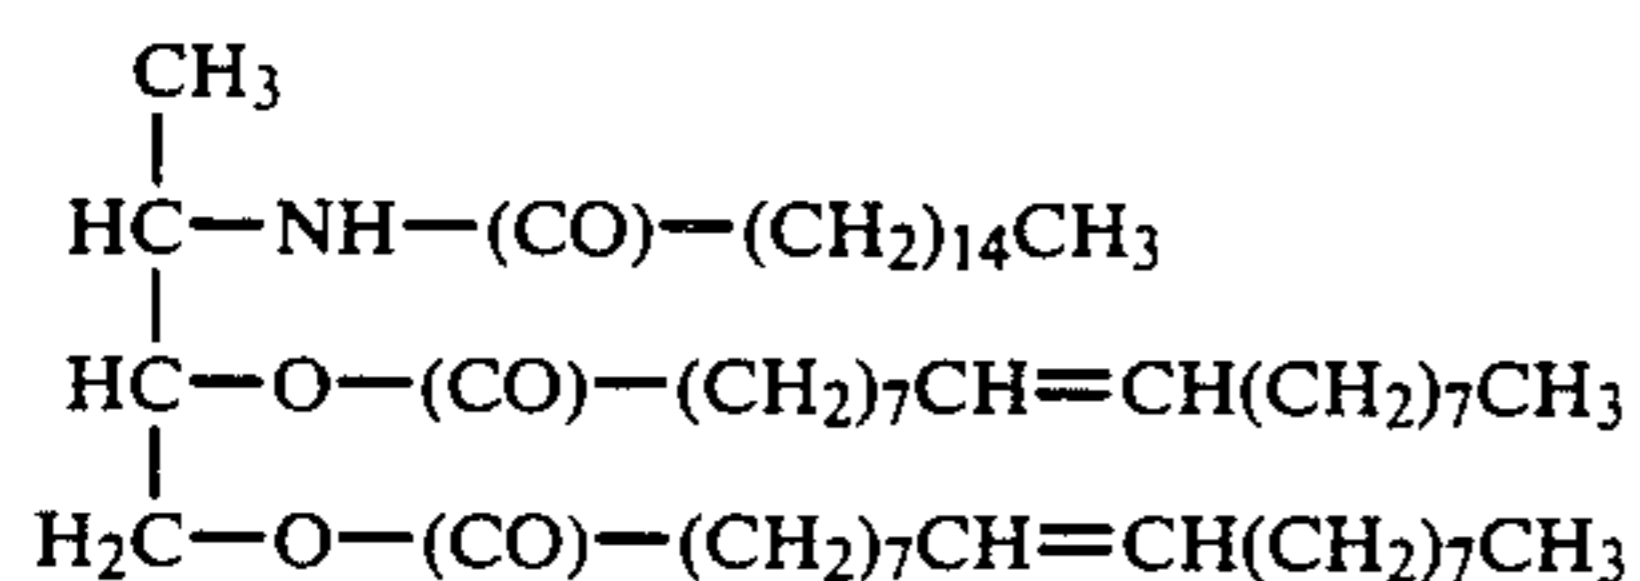 CH₃
HC—NH—(CO)—(CH₂)₁₄CH₃
HC—O—(CO)—(CH₂)₇CH=CH(CH₂)₇CH₃
H₂C—O—(CO)—(CH₂)₇CH=CH(CH₂)₇CH₃